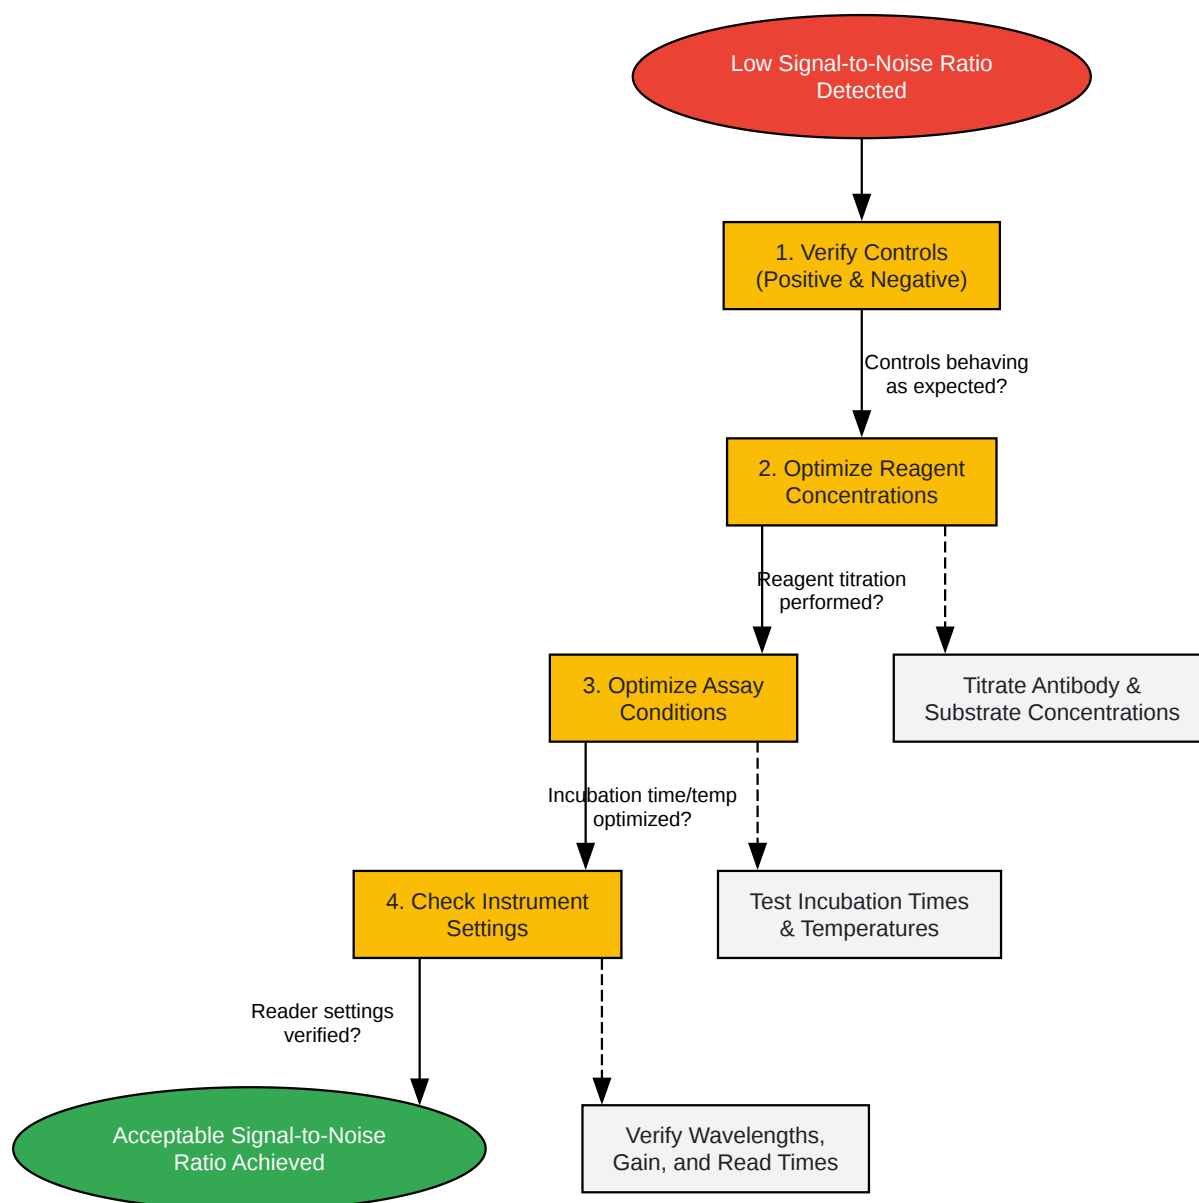 Low Signal-to-Noise Ratio
Detected
1. Verify Controls
(Positive & Negative)
Controls behaving
as expected?
2. Optimize Reagent
Concentrations
Reagent titration
performed?
3. Optimize Assay
Conditions
Titrate Antibody &
Substrate Concentrations
Incubation time/temp
optimized?
4. Check Instrument
Settings
Test Incubation Times
& Temperatures
Reader settings
verified?
Acceptable Signal-to-Noise
Ratio Achieved
Verify Wavelengths,
Gain, and Read Times